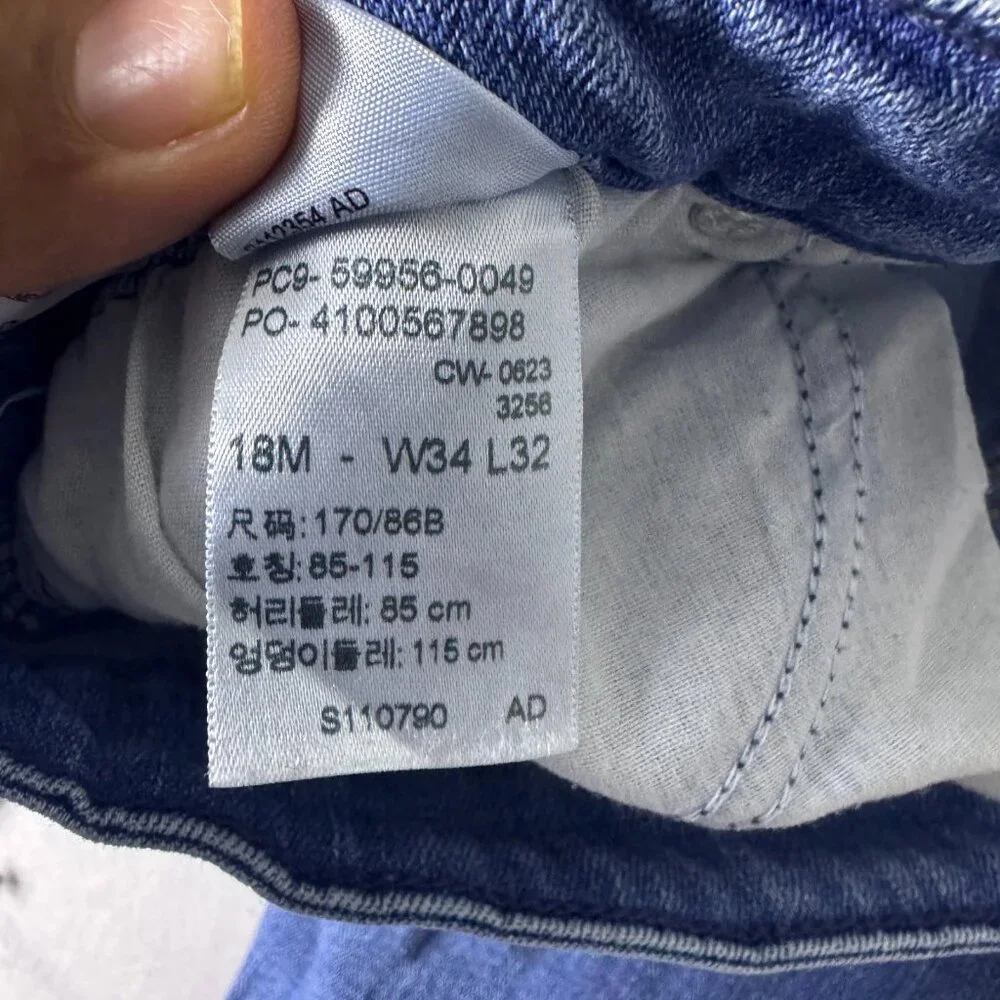 AD
PC9- 59956-0049
PO- 4100567898
CW- 0623
3256
18M - W34 L32
尺码: 170/86B
호칭: 85-115
허리둘레: 85 cm
엉덩이둘레: 115 cm
S110790 AD